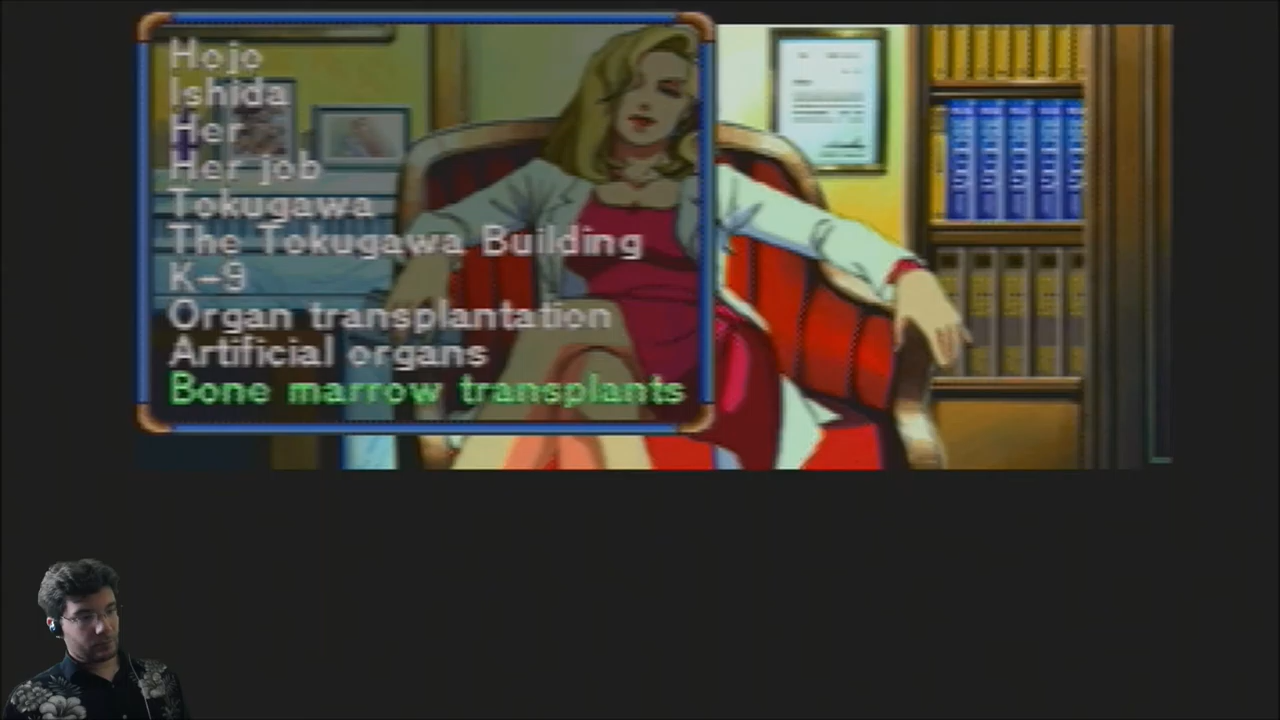 Hojo
Ishida
Her
Her job
Tokugawa
The Tokugawa Building
K-9
Organ transplantation
Artificial organs
Bone marrow transplants